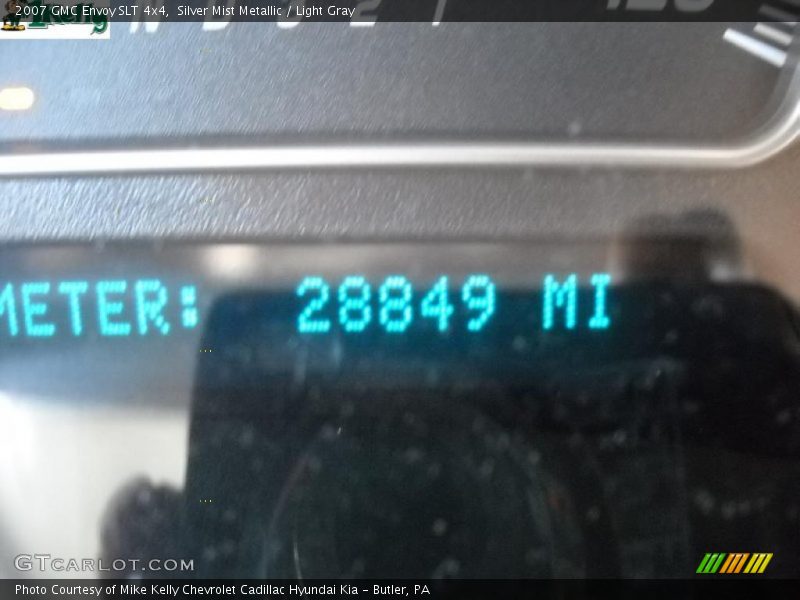 2007 GMC Envoy SLT 4x4,  Silver Mist Metallic / Light Gray
Kelly
METER: 28849 MI
GTCARLOT.COM
Photo Courtesy of Mike Kelly Chevrolet Cadillac Hyundai Kia – Butler, PA